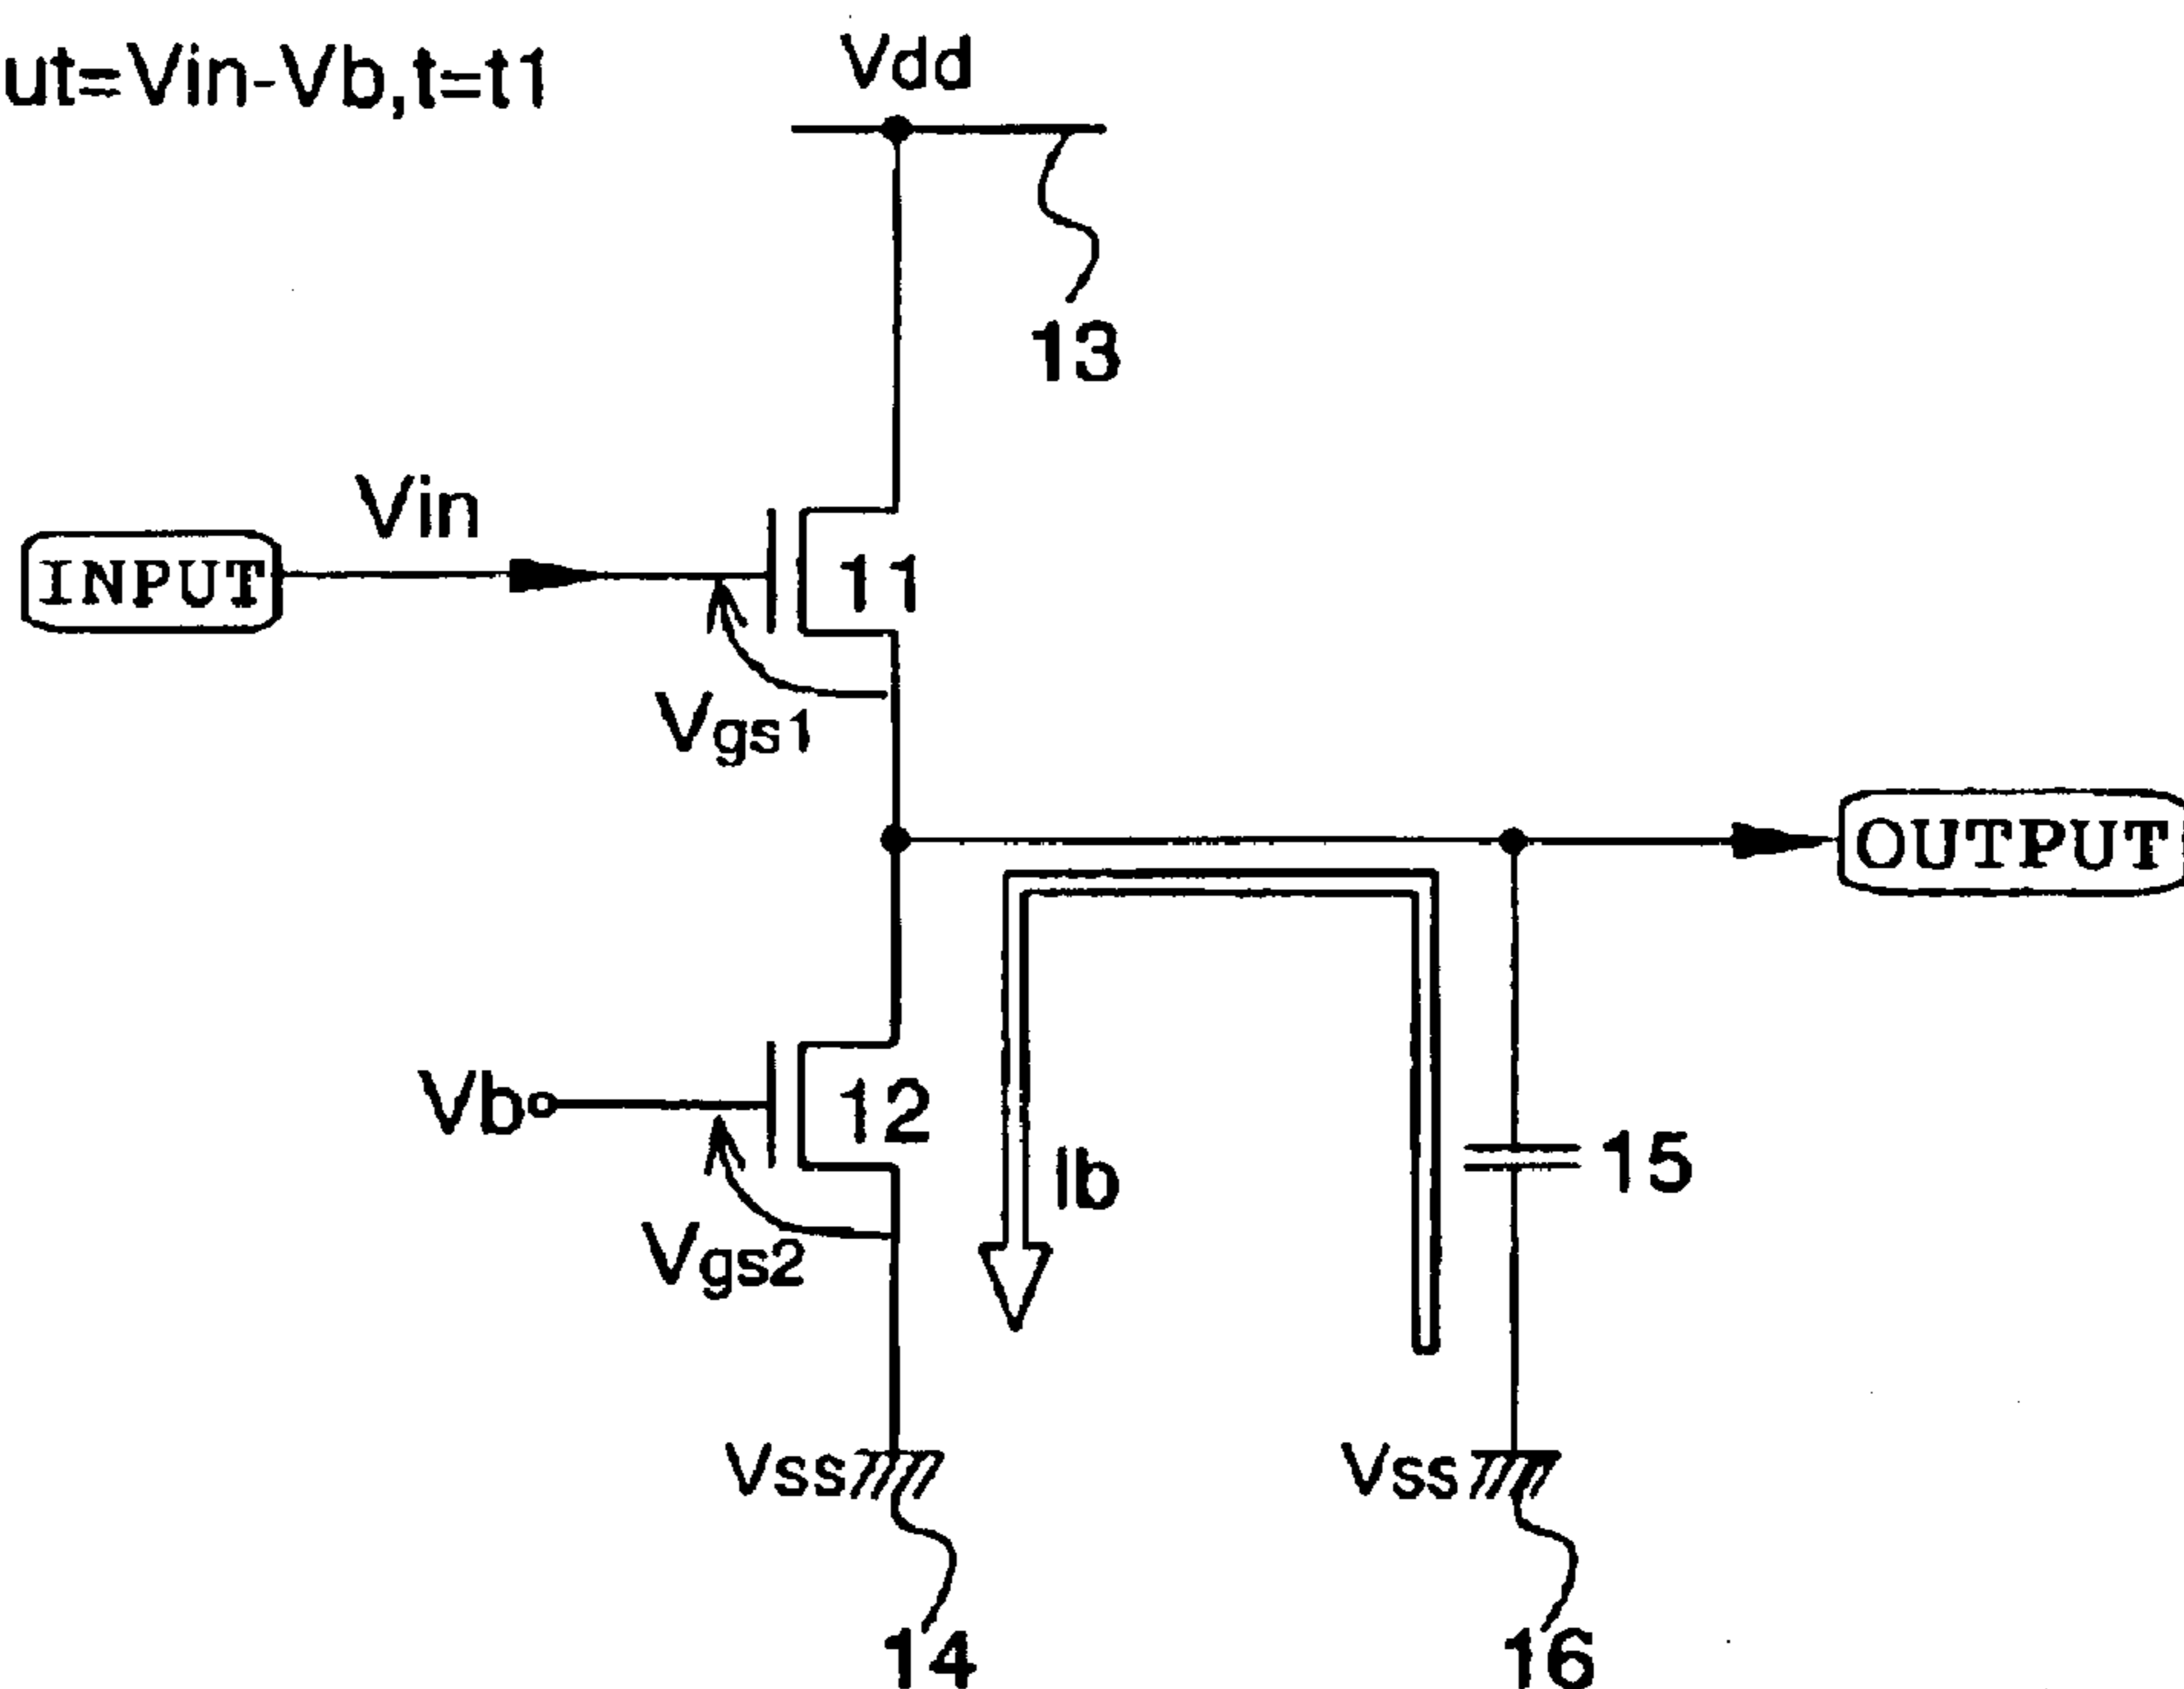 ut=Vin-Vb,t=t1
Vdd
13
Vin
INPUT
11
Vgs1
OUTPUT
Vb
12
Ib
15
Vgs2
Vss
Vss
14
16